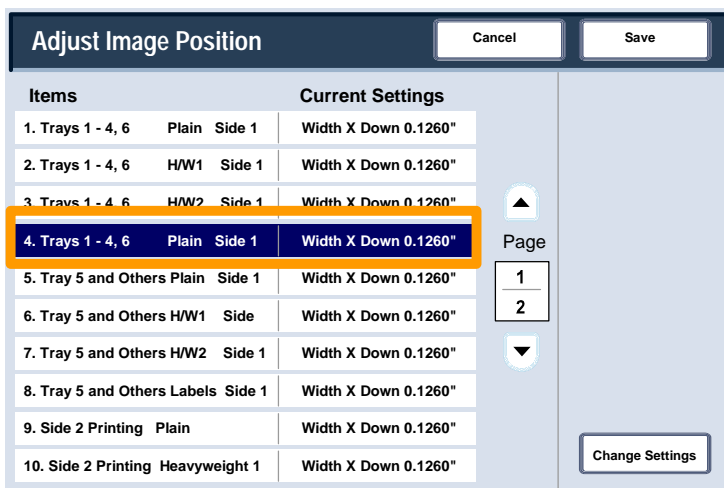 Adjust Image Position
Cancel
Save
Items Current Settings
1. Trays 1 - 4, 6 Plain Side 1 Width X Down 0.1260"
2. Trays 1 - 4, 6 H/W1 Side 1 Width X Down 0.1260"
3. Trays 1 - 4, 6 H/W2 Side 1 Width X Down 0.1260"
4. Trays 1 - 4, 6 Plain Side 1 Width X Down 0.1260"
Page
5. Tray 5 and Others Plain Side 1 Width X Down 0.1260"
1
6. Tray 5 and Others H/W1 Side Width X Down 0.1260"
2
7. Tray 5 and Others H/W2 Side 1 Width X Down 0.1260"
8. Tray 5 and Others Labels Side 1 Width X Down 0.1260"
9. Side 2 Printing Plain Width X Down 0.1260"
10. Side 2 Printing Heavyweight 1 Width X Down 0.1260"
Change Settings